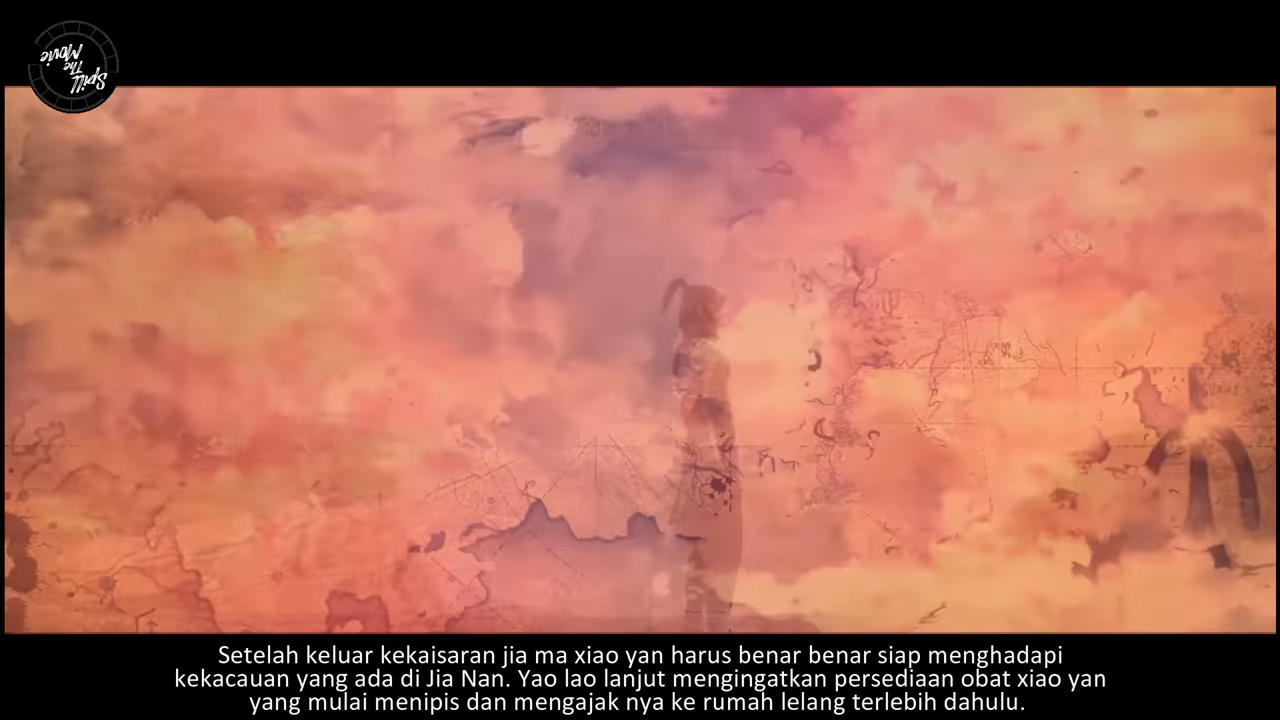 Spill
The
Movie
Setelah keluar kekaisaran jia ma xiao yan harus benar benar siap menghadapi
kekacauan yang ada di Jia Nan. Yao lao lanjut mengingatkan persediaan obat xiao yan
yang mulai menipis dan mengajak nya ke rumah lelang terlebih dahulu.